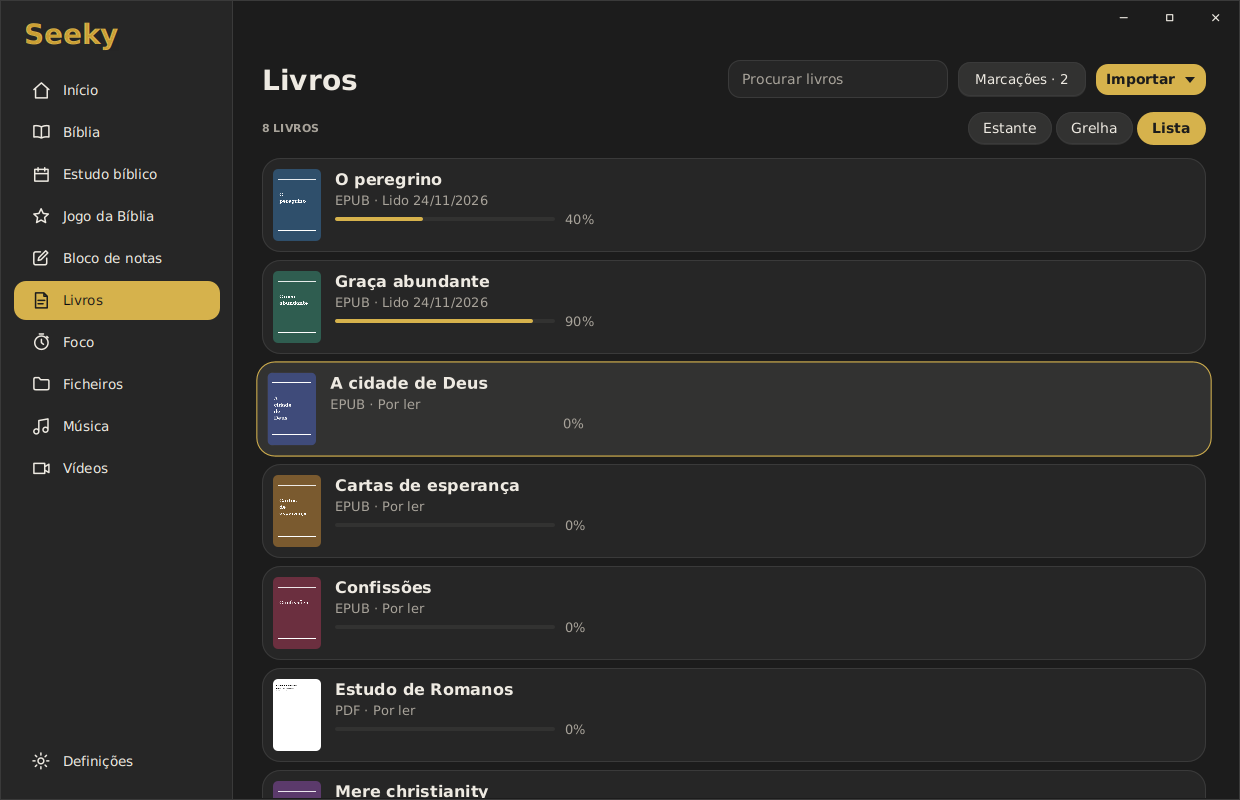 Seeky
Início
Bíblia
Estudo bíblico
Jogo da Bíblia
Bloco de notas
Livros
Foco
Ficheiros
Música
Vídeos
Definições
Livros
Procurar livros
Marcações · 2
Importar
8 LIVROS
Estante
Grelha
Lista
O peregrino
EPUB · Lido 24/11/2026
40%
Graça abundante
EPUB · Lido 24/11/2026
90%
A cidade de Deus
EPUB · Por ler
0%
Cartas de esperança
EPUB · Por ler
0%
Confissões
EPUB · Por ler
0%
Estudo de Romanos
PDF · Por ler
0%
Mere christianity